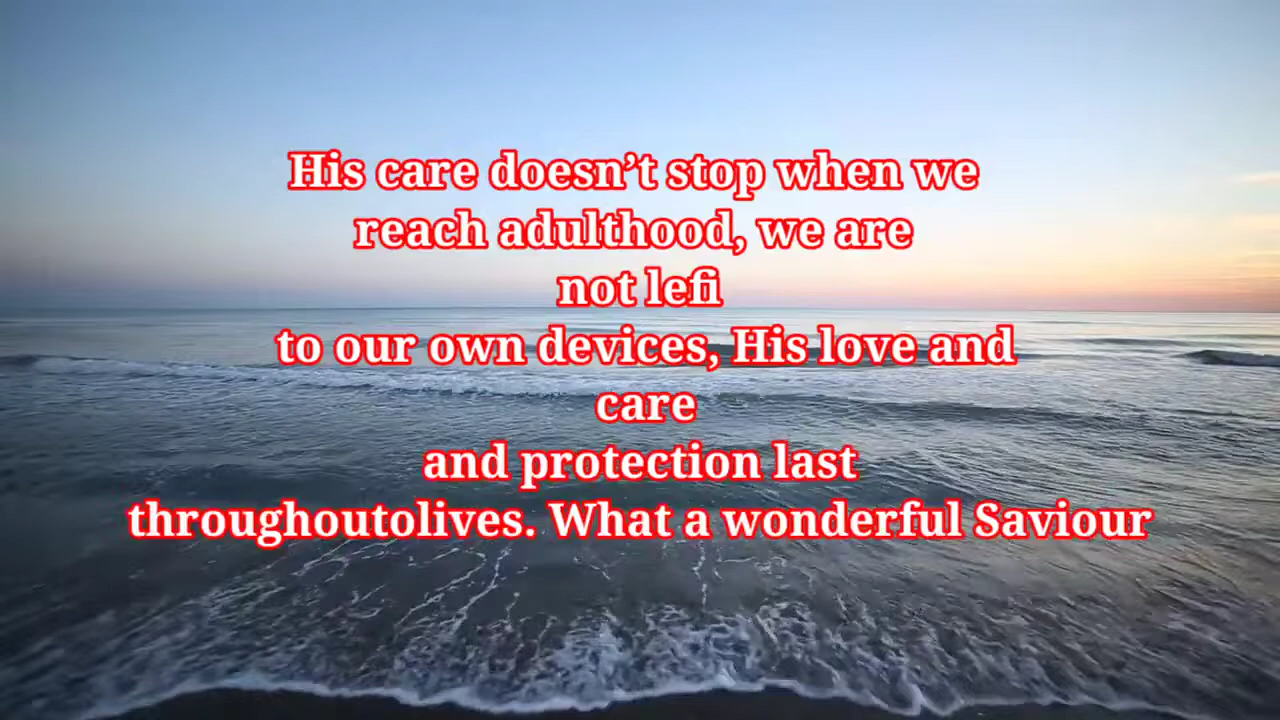 His care doesn’t stop when we
reach adulthood, we are
not lefi
to our own devices, His love and
care
and protection last
throughoutolives. What a wonderful Saviour